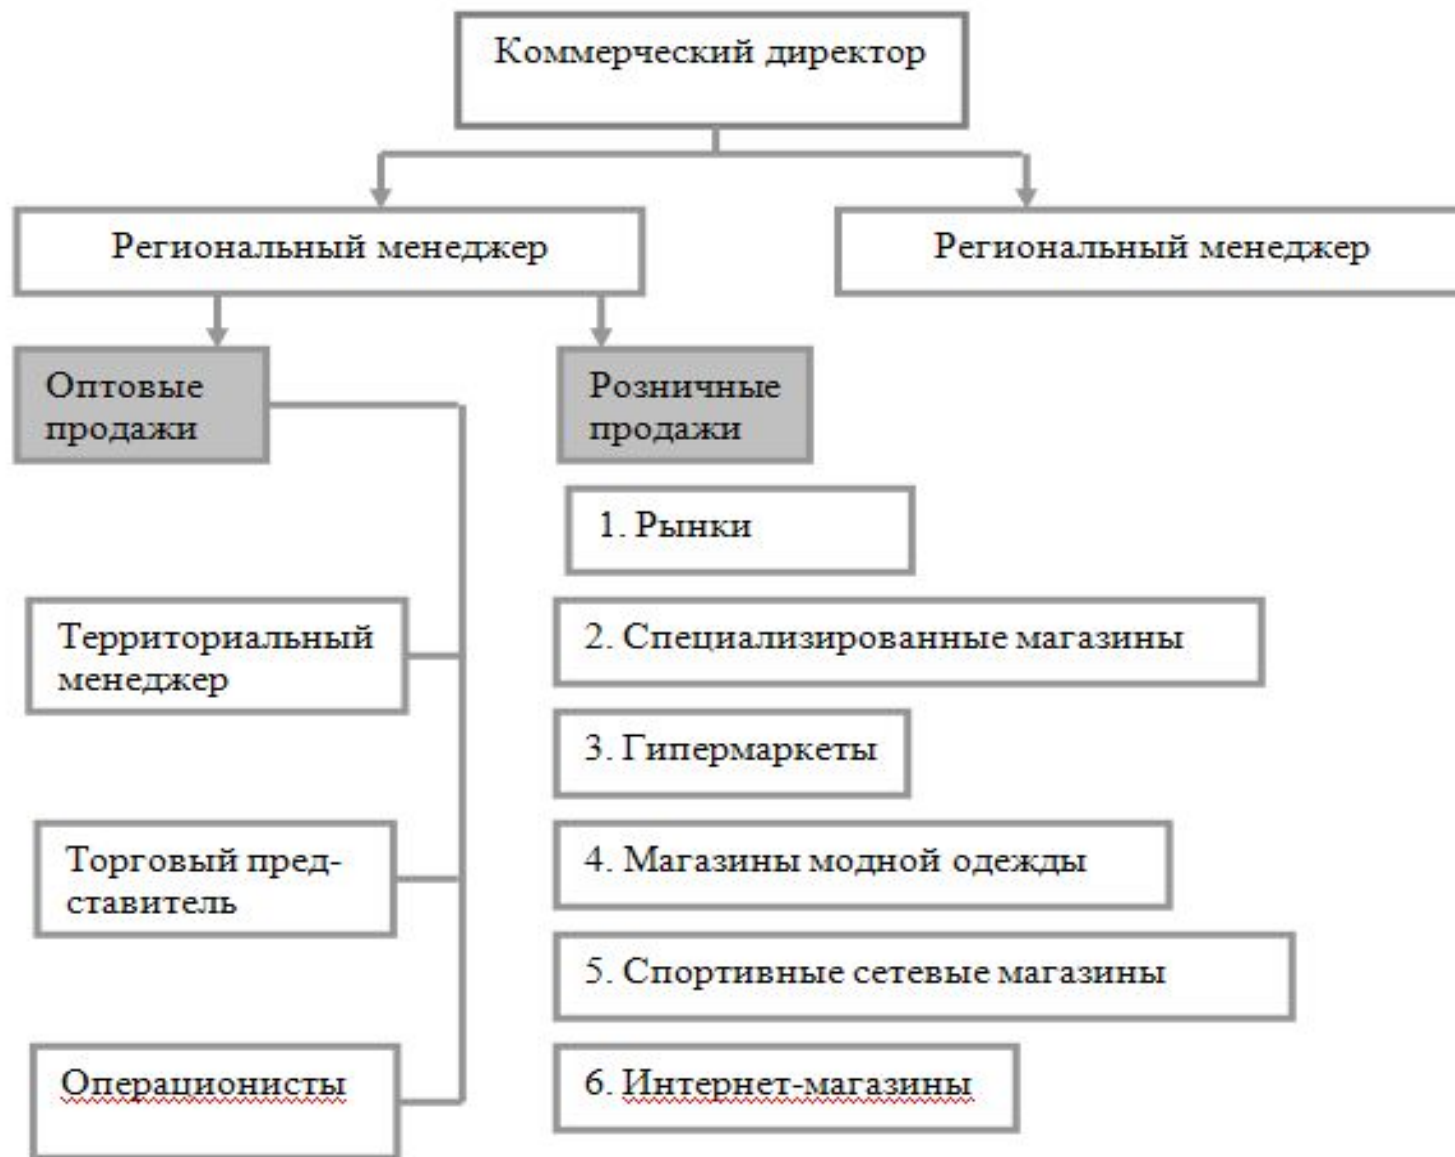 Коммерческий директор
Региональный менеджер
Региональный менеджер
Оптовые
продажи
Розничные
продажи
1. Рынки
Территориальный
менеджер
2. Специализированные магазины
3. Гипермаркеты
Торговый пред-
ставитель
4. Магазины модной одежды
5. Спортивные сетевые магазины
Операционисты
6. Интернет-магазины